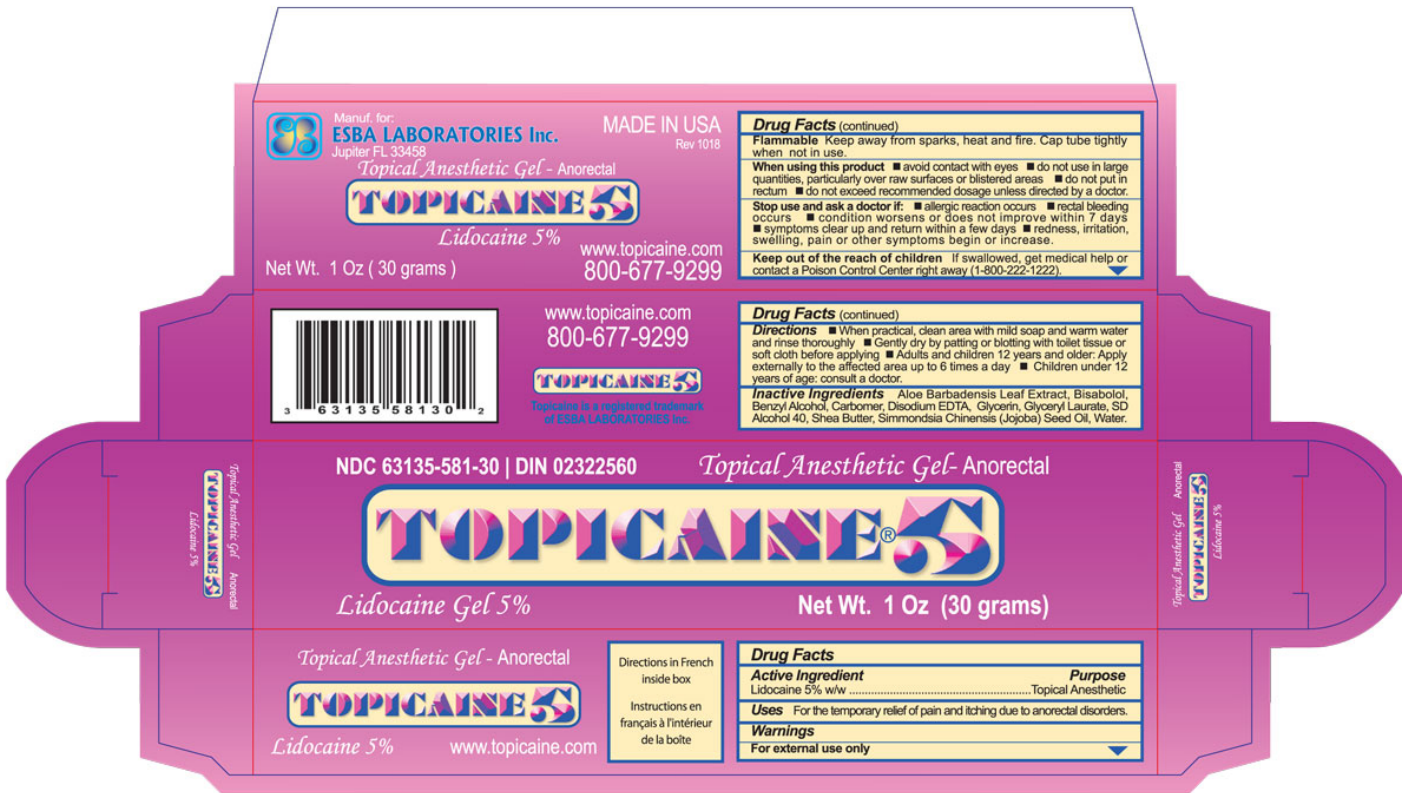 Manuf. for:
ESBA LABORATORIES Inc.
Jupiter FL 33458
MADE IN USA
Rev 1018
Topical Anesthetic Gel - Anorectal
TOPICAINE 5
Lidocaine 5%
www.topicaine.com
Net Wt. 1 Oz ( 30 grams )
800-677-9299
Drug Facts (continued)
Flammable Keep away from sparks, heat and fire. Cap tube tightly
when not in use.
When using this product ■ avoid contact with eyes ■ do not use in large
quantities, particularly over raw surfaces or blistered areas ■ do not put in
rectum ■ do not exceed recommended dosage unless directed by a doctor.
Stop use and ask a doctor if: ■ allergic reaction occurs ■ rectal bleeding
occurs ■ condition worsens or does not improve within 7 days
■ symptoms clear up and return within a few days ■ redness, irritation,
swelling, pain or other symptoms begin or increase.
Keep out of the reach of children If swallowed, get medical help or
contact a Poison Control Center right away (1-800-222-1222).
3 63135 58130 2
www.topicaine.com
800-677-9299
TOPICAINE 5
Topicaine is a registered trademark
of ESBA LABORATORIES Inc.
Drug Facts (continued)
Directions ■ When practical, clean area with mild soap and warm water
and rinse thoroughly ■ Gently dry by patting or blotting with toilet tissue or
soft cloth before applying ■ Adults and children 12 years and older: Apply
externally to the affected area up to 6 times a day ■ Children under 12
years of age: consult a doctor.
Inactive Ingredients Aloe Barbadensis Leaf Extract, Bisabolol,
Benzyl Alcohol, Carbomer, Disodium EDTA, Glycerin, Glyceryl Laurate, SD
Alcohol 40, Shea Butter, Simmondsia Chinensis (Jojoba) Seed Oil, Water.
Topical Anesthetic Gel Anorectal
TOPICAINE 5
Lidocaine 5%
NDC 63135-581-30 | DIN 02322560
Topical Anesthetic Gel- Anorectal
TOPICAINE® 5
Lidocaine Gel 5%
Net Wt. 1 Oz (30 grams)
Topical Anesthetic Gel Anorectal
TOPICAINE 5
Lidocaine 5%
Topical Anesthetic Gel - Anorectal
TOPICAINE 5
Lidocaine 5%
www.topicaine.com
Directions in French
inside box
Instructions en
français à l'intérieur
de la boîte
Drug Facts
Active Ingredient Purpose
Lidocaine 5% w/w ............................................................Topical Anesthetic
Uses For the temporary relief of pain and itching due to anorectal disorders.
Warnings
For external use only